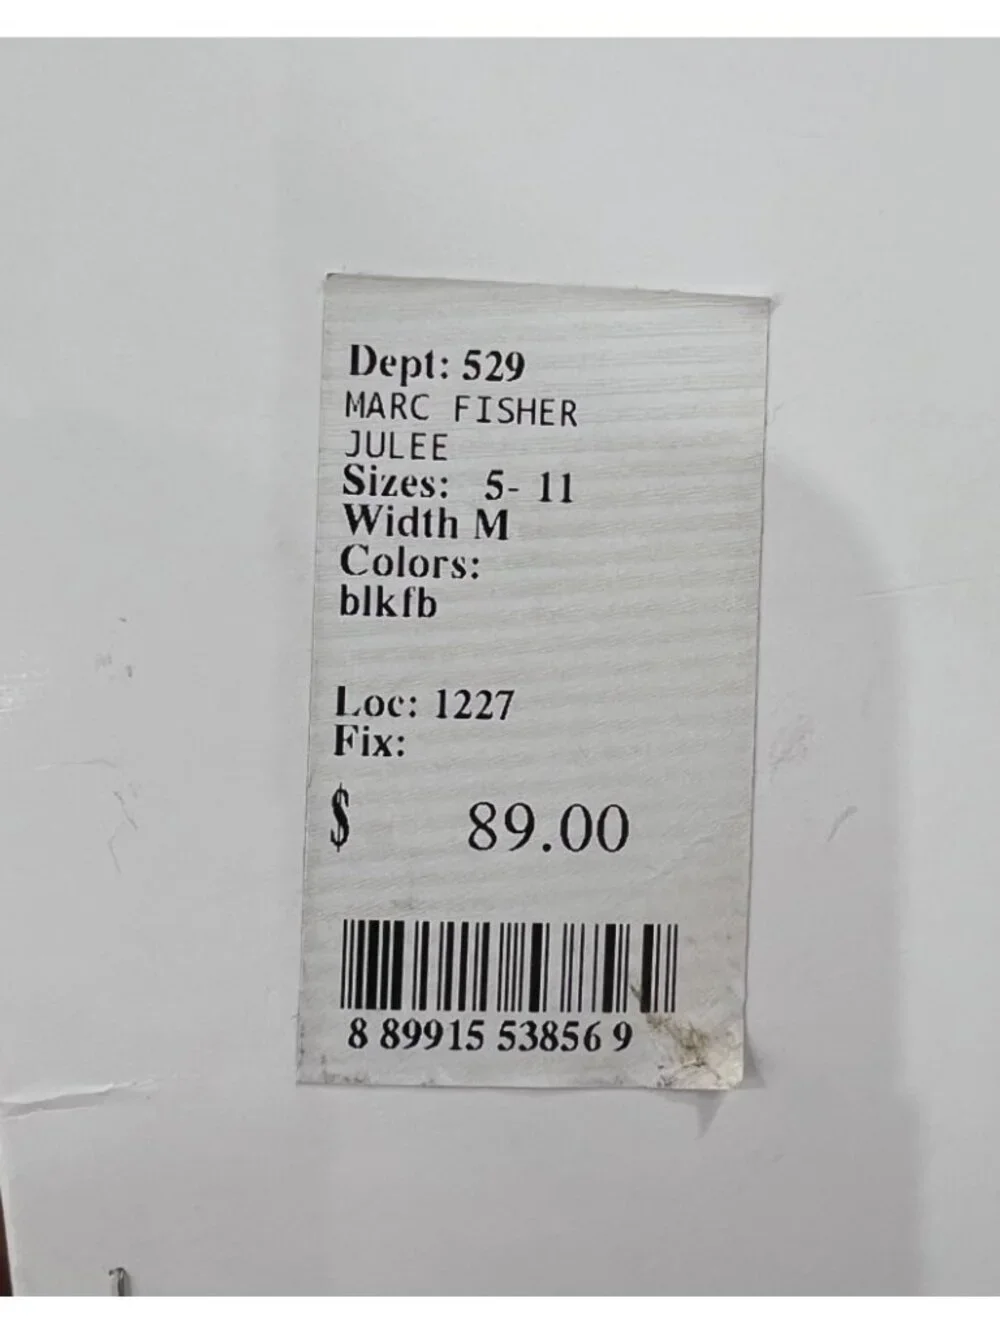 Dept: 529
MARC FISHER
JULEE
Sizes: 5- 11
Width M
Colors:
blkfb
Loc: 1227
Fix:
$ 89.00
8 89915 53856 9